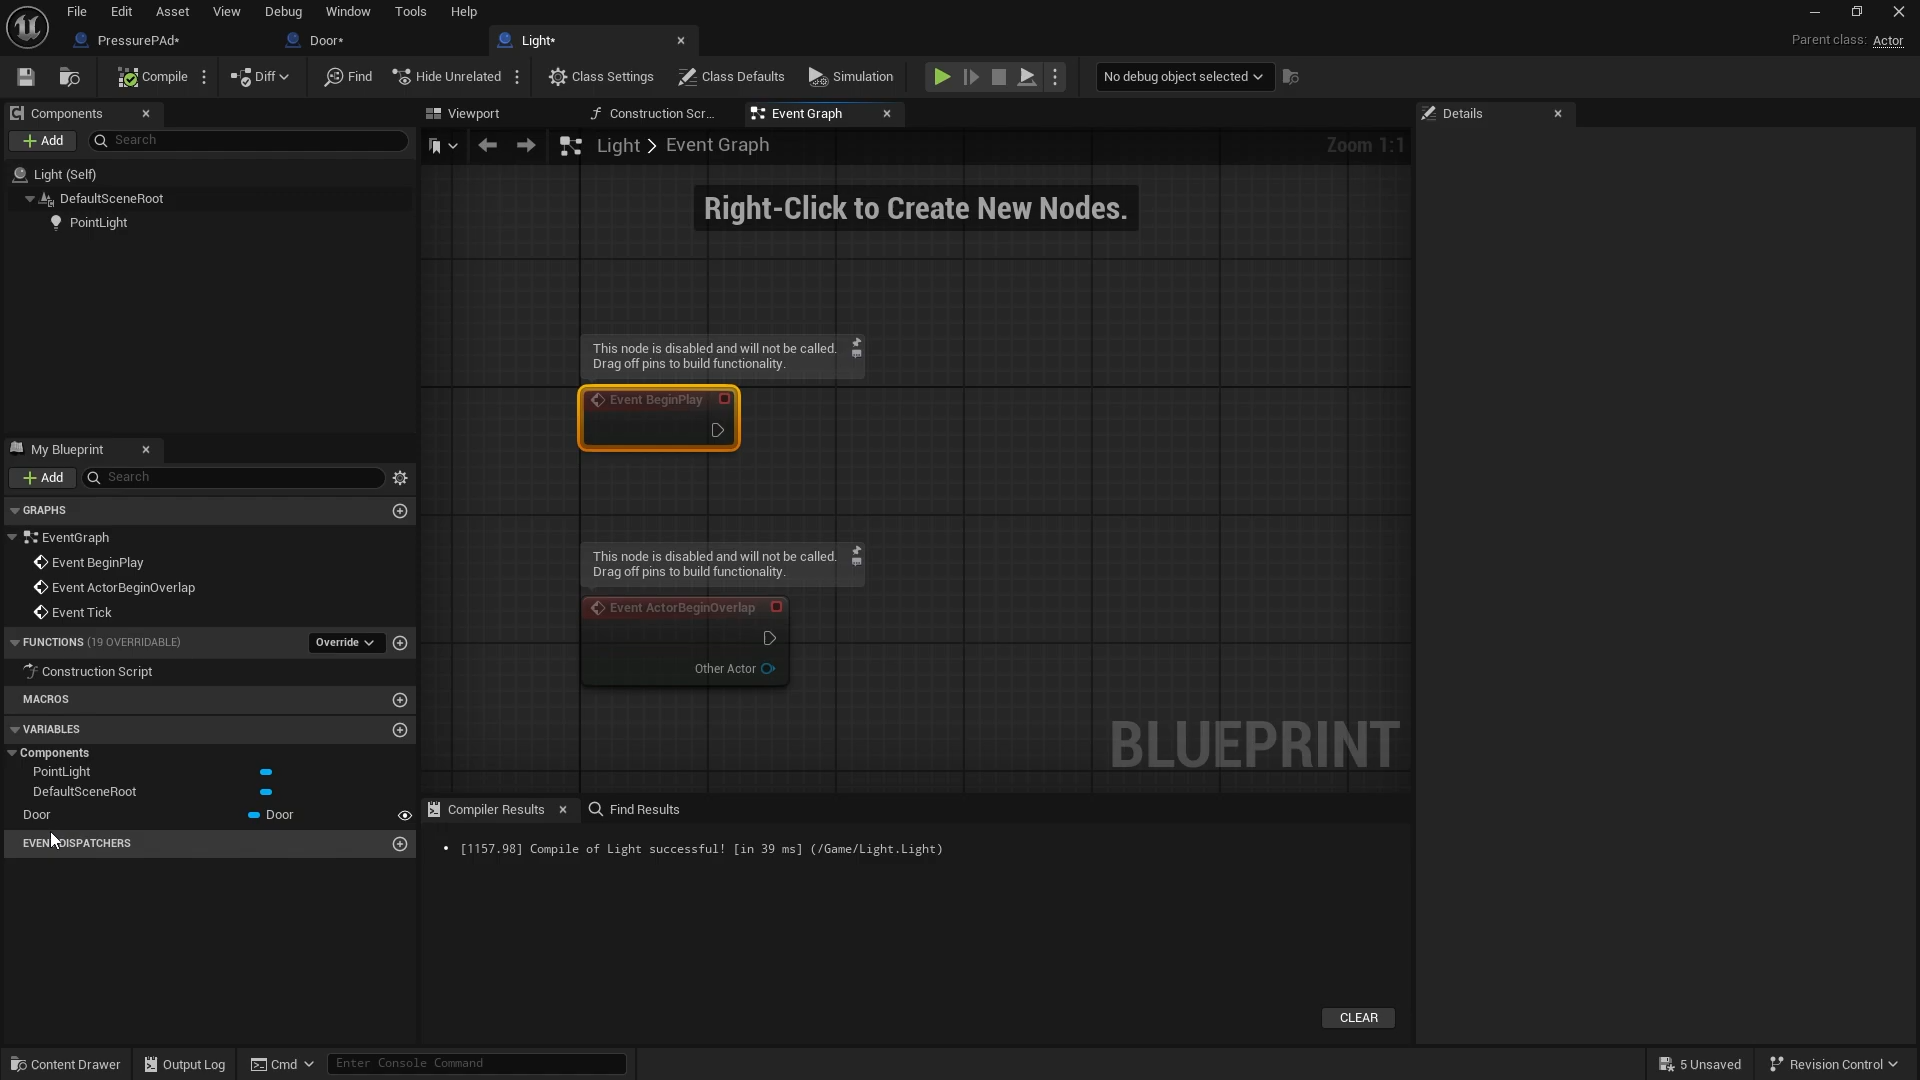 File Edit Asset View Debug Window Tools Help
PressurePAd* Door* Light*
Parent class: Actor
Compile Diff Find Hide Unrelated Class Settings Class Defaults Simulation No debug object selected
Components
Add Search
Light (Self)
DefaultSceneRoot
PointLight
My Blueprint
Add Search
GRAPHS
EventGraph
Event BeginPlay
Event ActorBeginOverlap
Event Tick
FUNCTIONS (19 OVERRIDABLE) Override
Construction Script
MACROS
VARIABLES
Components
PointLight
DefaultSceneRoot
Door Door
EVENT DISPATCHERS
Viewport Construction Scr... Event Graph
Light > Event Graph Zoom 1:1
Right-Click to Create New Nodes.
This node is disabled and will not be called.
Drag off pins to build functionality.
Event BeginPlay
This node is disabled and will not be called.
Drag off pins to build functionality.
Event ActorBeginOverlap
Other Actor
BLUEPRINT
Compiler Results Find Results
[1157.98] Compile of Light successful! [in 39 ms] (/Game/Light.Light)
CLEAR
Details
Content Drawer Output Log Cmd Enter Console Command 5 Unsaved Revision Control